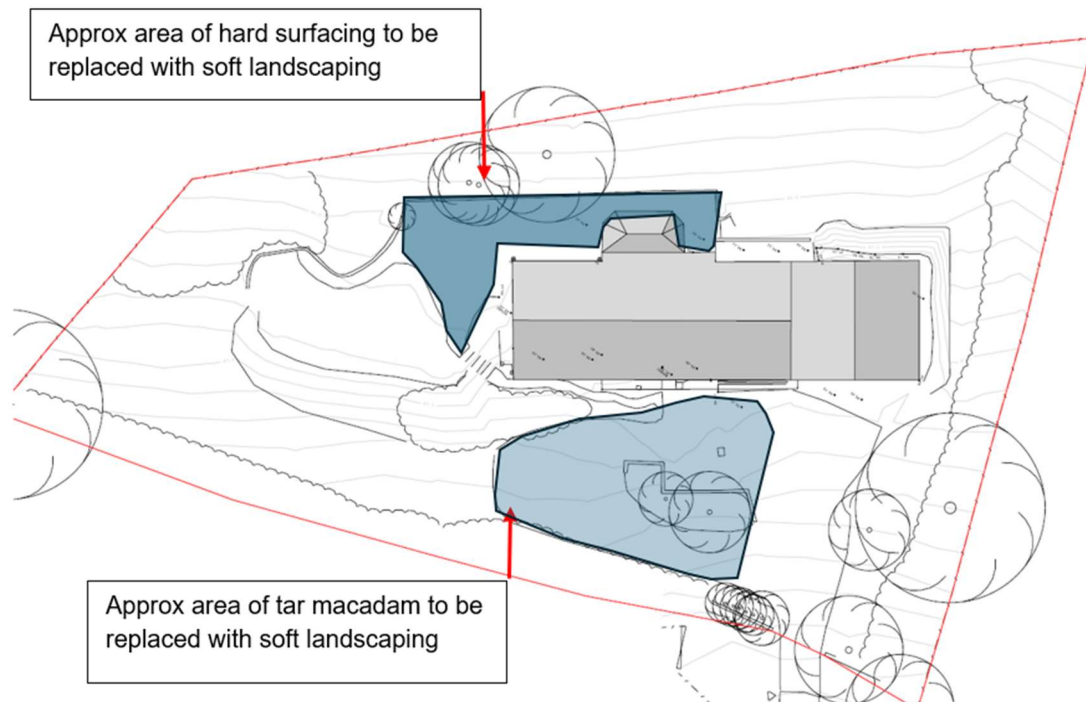 Approx area of hard surfacing to be
replaced with soft landscaping
Approx area of tar macadam to be
replaced with soft landscaping